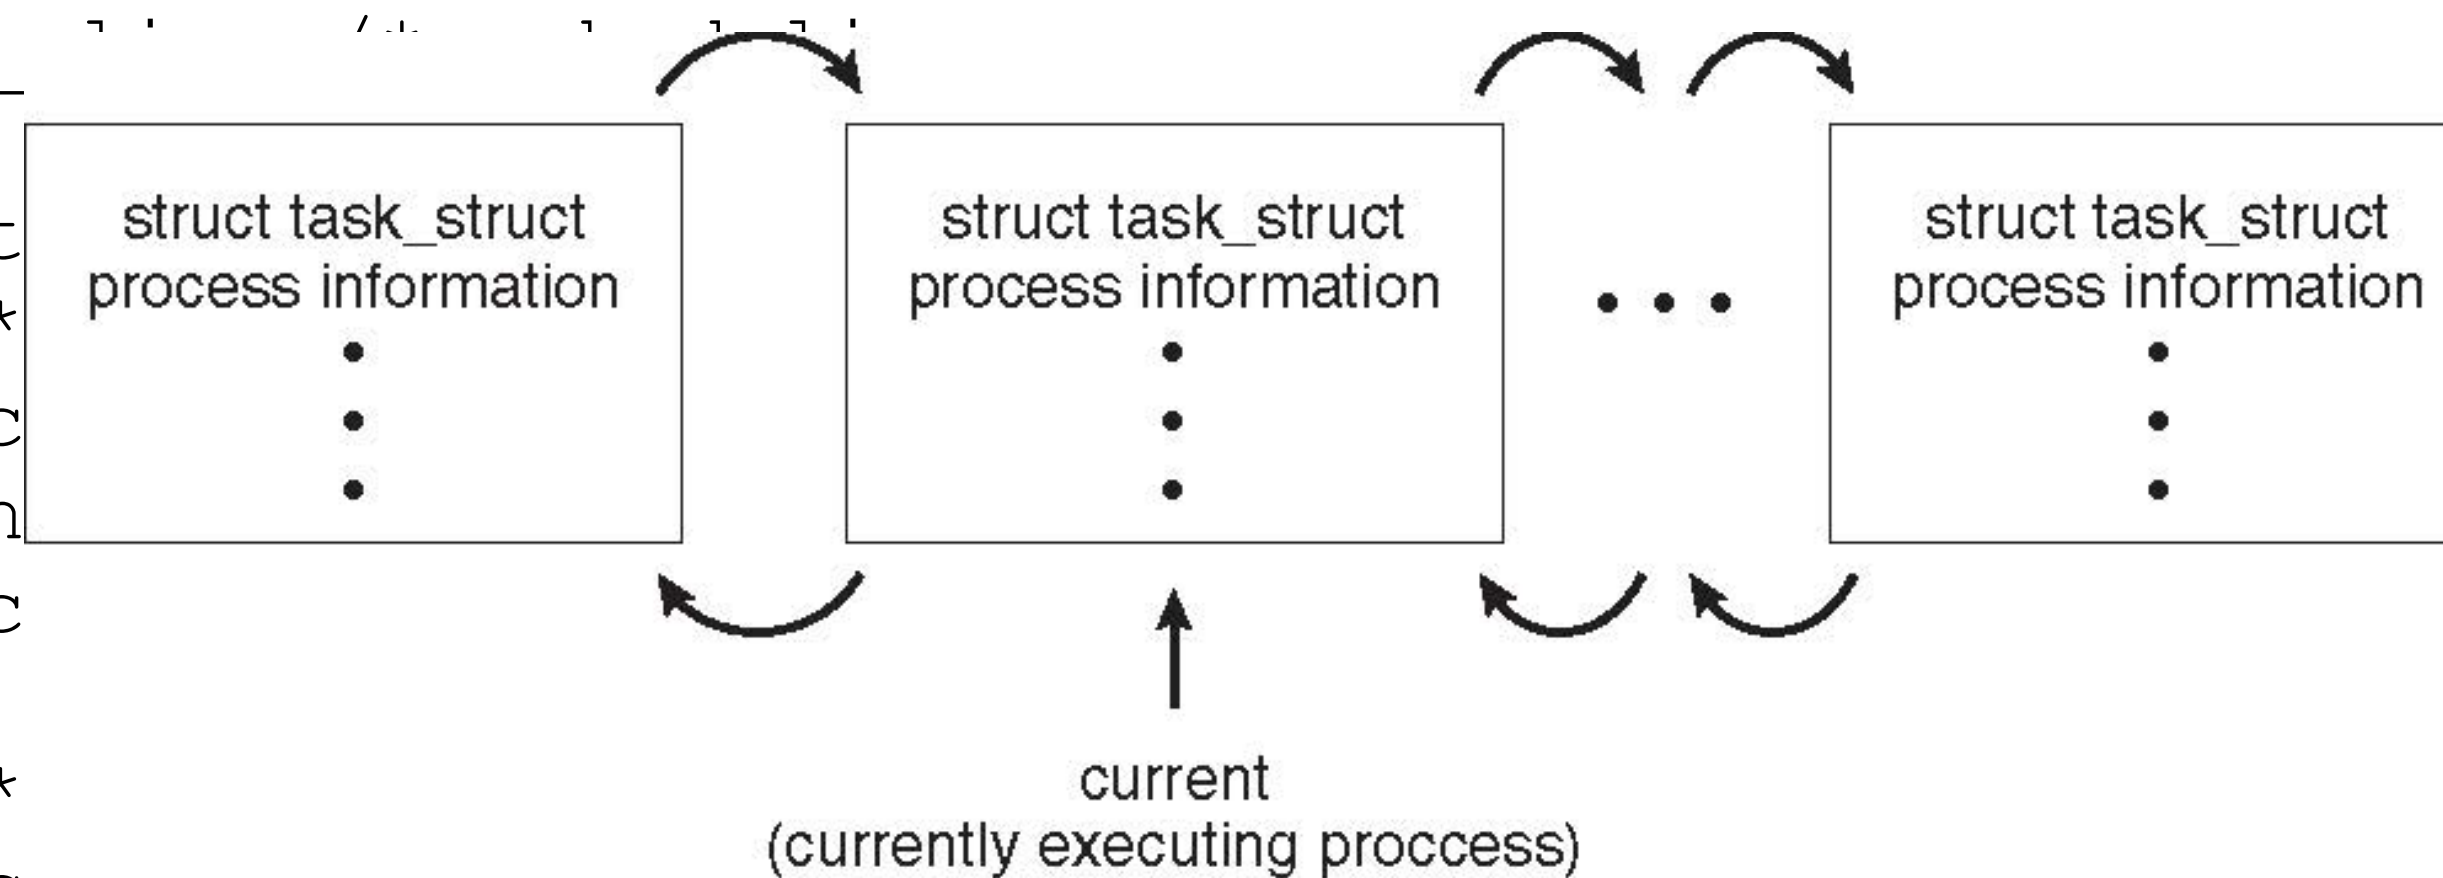 struct task_struct
process information
struct task_struct
process information
struct task_struct
process information
current
(currently executing proccess)